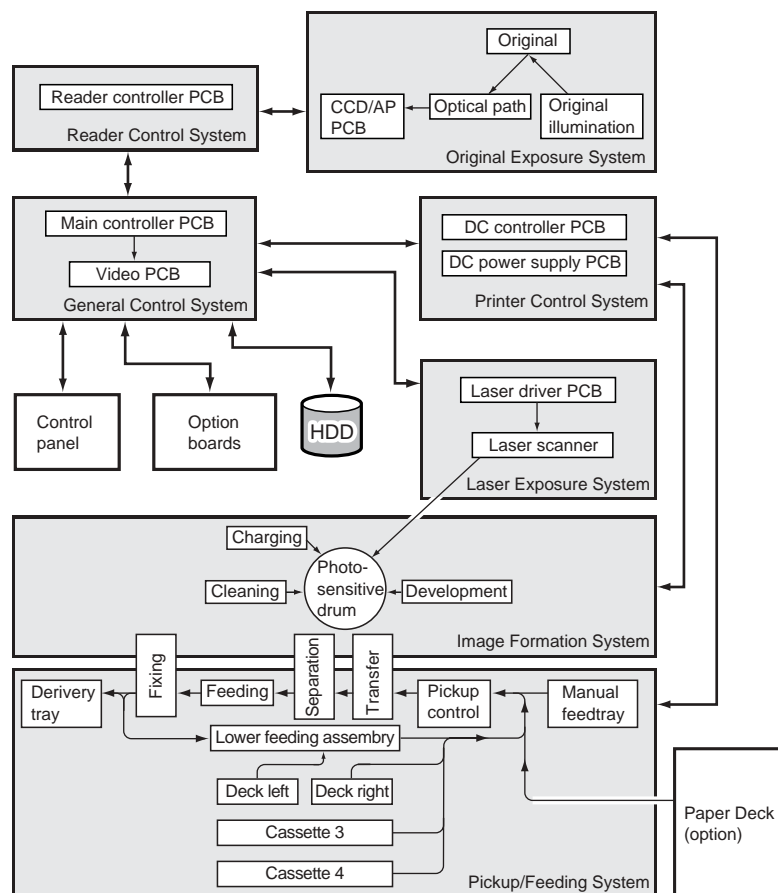 Original
CCD/AP
PCB
Optical path
Original
illumination
Original Exposure System
Reader controller PCB
Reader Control System
Main controller PCB
Video PCB
General Control System
DC controller PCB
DC power supply PCB
Printer Control System
Control
panel
Option
boards
HDD
Laser driver PCB
Laser scanner
Laser Exposure System
Charging
Cleaning
Photo-
sensitive
drum
Development
Image Formation System
Derivery
tray
Fixing
Feeding
Separation
Transfer
Pickup
control
Manual
feedtray
Lower feeding assembry
Deck left
Deck right
Cassette 3
Cassette 4
Pickup/Feeding System
Paper Deck
(option)